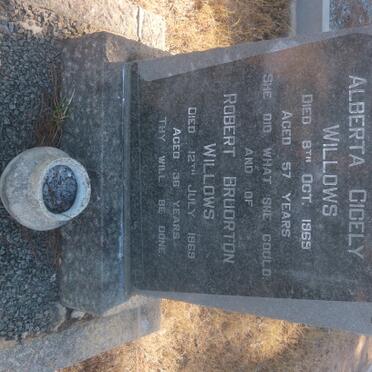 ALBERTA CICELY
WILLOWS
DIED 8TH OCT. 1969
AGED 57 YEARS
SHE DID WHAT SHE COULD
AND OF
ROBERT BRUORTON
WILLOWS
DIED 12TH JULY 1969
AGED 36 YEARS
THY WILL BE DONE